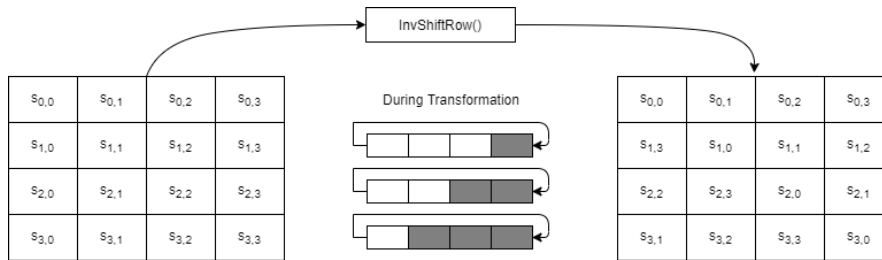 InvShiftRow()
During Transformation
s0,0 s0,1 s0,2 s0,3
s1,0 s1,1 s1,2 s1,3
s2,0 s2,1 s2,2 s2,3
s3,0 s3,1 s3,2 s3,3
s0,0 s0,1 s0,2 s0,3
s1,3 s1,0 s1,1 s1,2
s2,2 s2,3 s2,0 s2,1
s3,1 s3,2 s3,3 s3,0